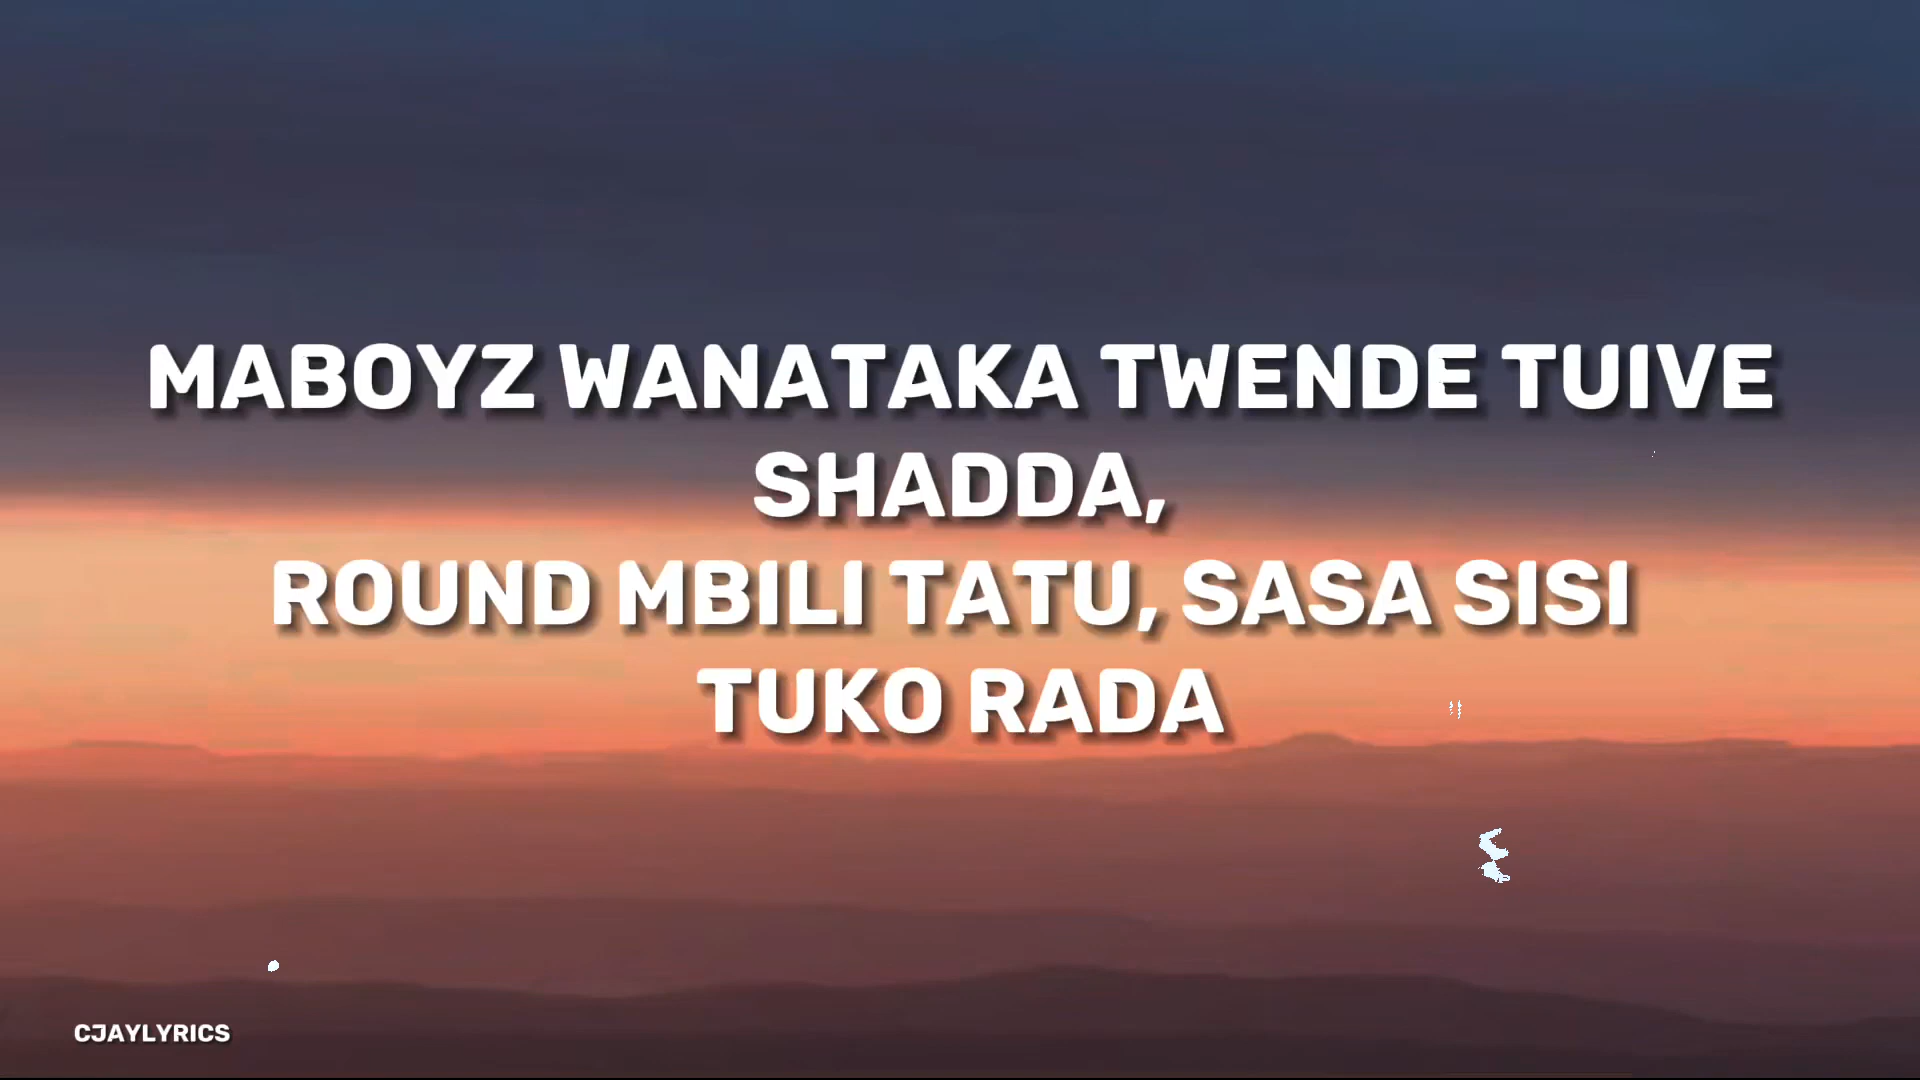 MABOYZ WANATAKA TWENDE TUIVE
SHADDA,
ROUND MBILI TATU, SASA SISI
TUKO RADA
CJAYLYRICS